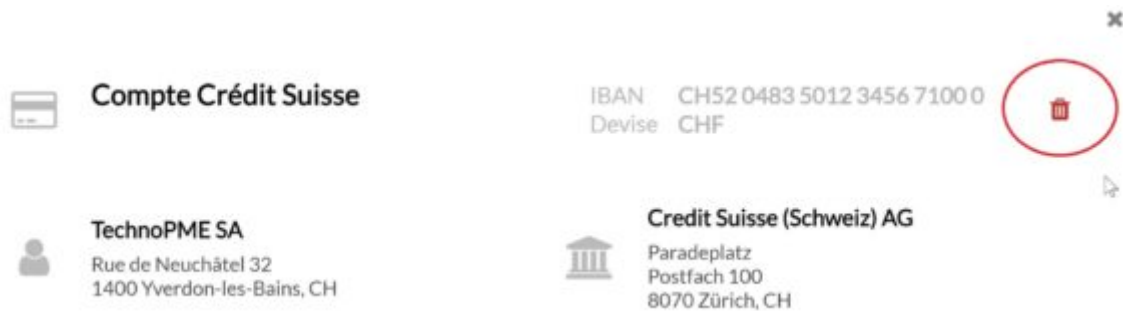 Compte Crédit Suisse
IBAN CH52 0483 5012 3456 7100 0
Devise CHF
TechnoPME SA
Rue de Neuchâtel 32
1400 Yverdon-les-Bains, CH
Credit Suisse (Schweiz) AG
Paradeplatz
Postfach 100
8070 Zürich, CH